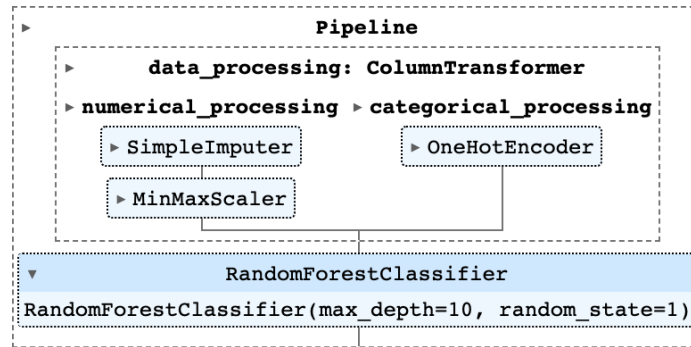 Pipeline
data_processing: ColumnTransformer
numerical_processing categorical_processing
SimpleImputer OneHotEncoder
MinMaxScaler
RandomForestClassifier
RandomForestClassifier(max_depth=10, random_state=1)